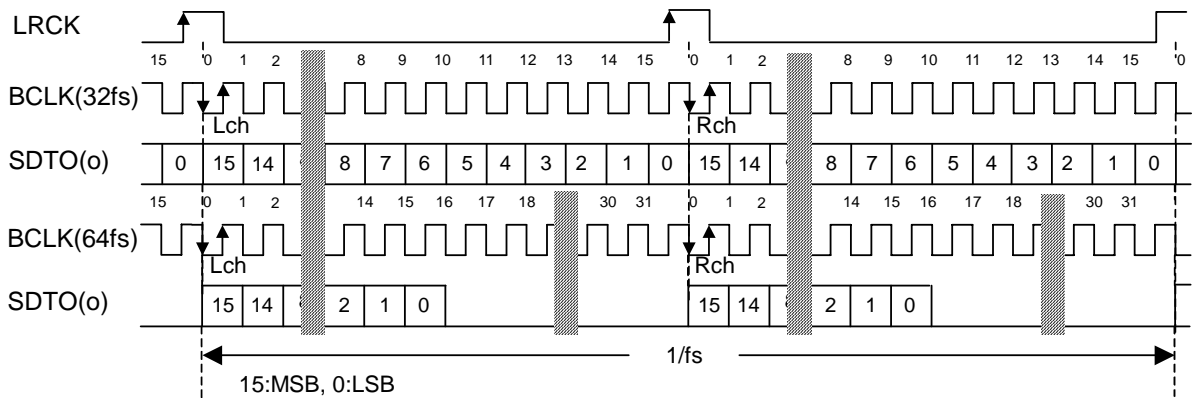 LRCK
15 0 1 2 8 9 10 11 12 13 14 15 0 1 2 8 9 10 11 12 13 14 15 0
BCLK(32fs)
Lch Rch
SDTO(o) 0 15 14 8 7 6 5 4 3 2 1 0 15 14 8 7 6 5 4 3 2 1 0
15 0 1 2 14 15 16 17 18 30 31 0 1 2 14 15 16 17 18 30 31
BCLK(64fs)
Lch Rch
SDTO(o) 15 14 2 1 0 15 14 2 1 0
1/fs
15:MSB, 0:LSB